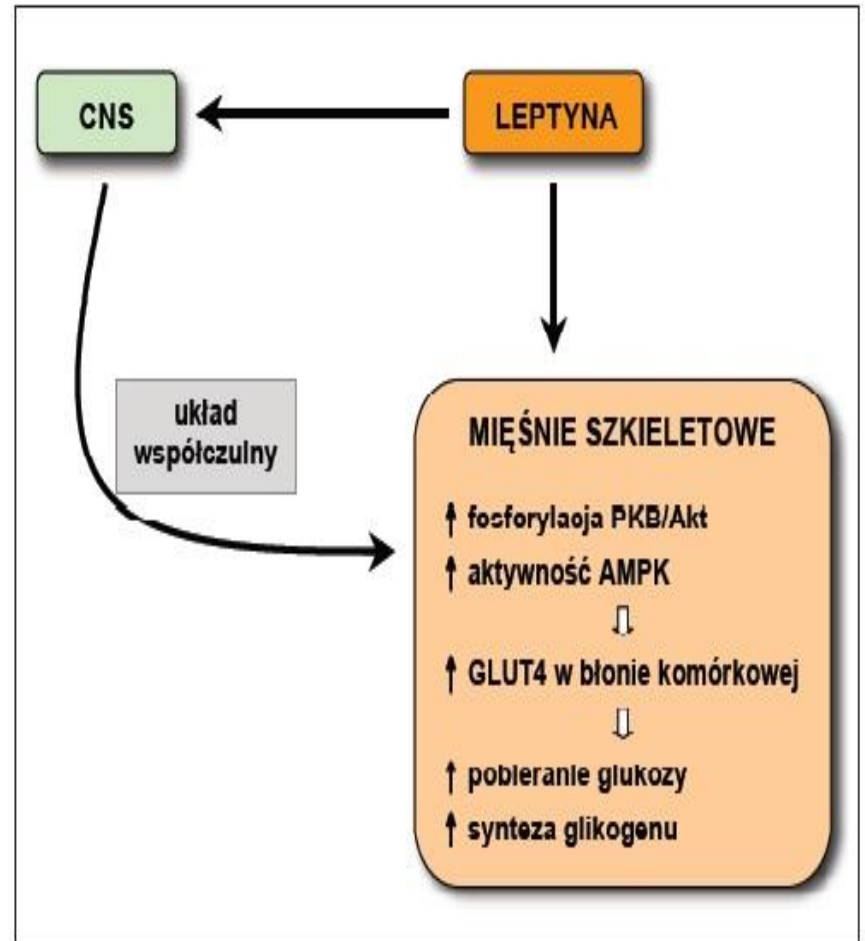 CNS
LEPTYNA
układ
współczulny
MIĘŚNIE SZKIELETOWE
↑ fosforylacja PKB/Akt
↑ aktywność AMPK
⇩
↑ GLUT4 w błonie komórkowej
⇩
↑ pobieranie glukozy
↑ synteza glikogenu